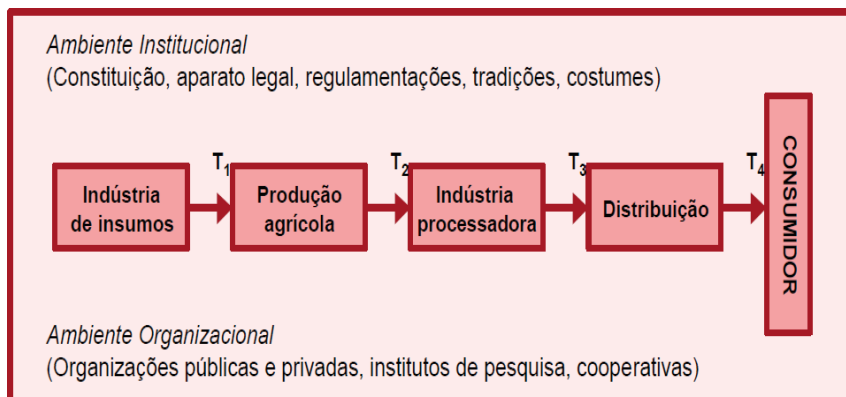 Ambiente Institucional
(Constituição, aparato legal, regulamentações, tradições, costumes)
T1
T2
T3
T4
Indústria
de insumos
Produção
agrícola
Indústria
processadora
Distribuição
CONSUMIDOR
Ambiente Organizacional
(Organizações públicas e privadas, institutos de pesquisa, cooperativas)